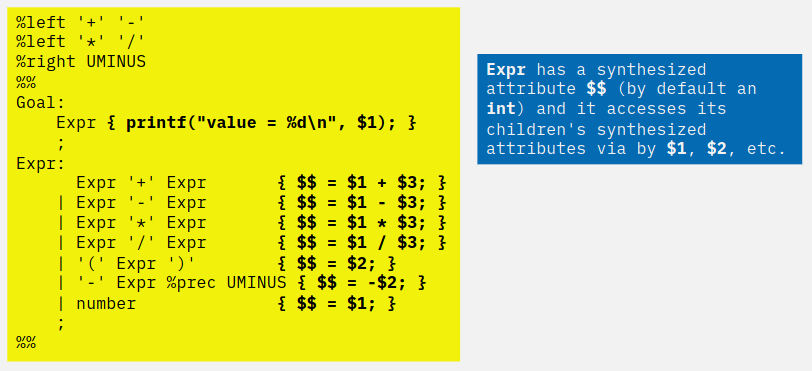 %left '+' '-'
%left '*' '/'
%right UMINUS
%%
Goal:
    Expr { printf("value = %d\n", $1); }
    ;
Expr:
      Expr '+' Expr       { $$ = $1 + $3; }
    | Expr '-' Expr       { $$ = $1 - $3; }
    | Expr '*' Expr       { $$ = $1 * $3; }
    | Expr '/' Expr       { $$ = $1 / $3; }
    | '(' Expr ')'        { $$ = $2; }
    | '-' Expr %prec UMINUS { $$ = -$2; }
    | number              { $$ = $1; }
    ;
%%
Expr has a synthesized
attribute $$ (by default an
int) and it accesses its
children's synthesized
attributes via by $1, $2, etc.